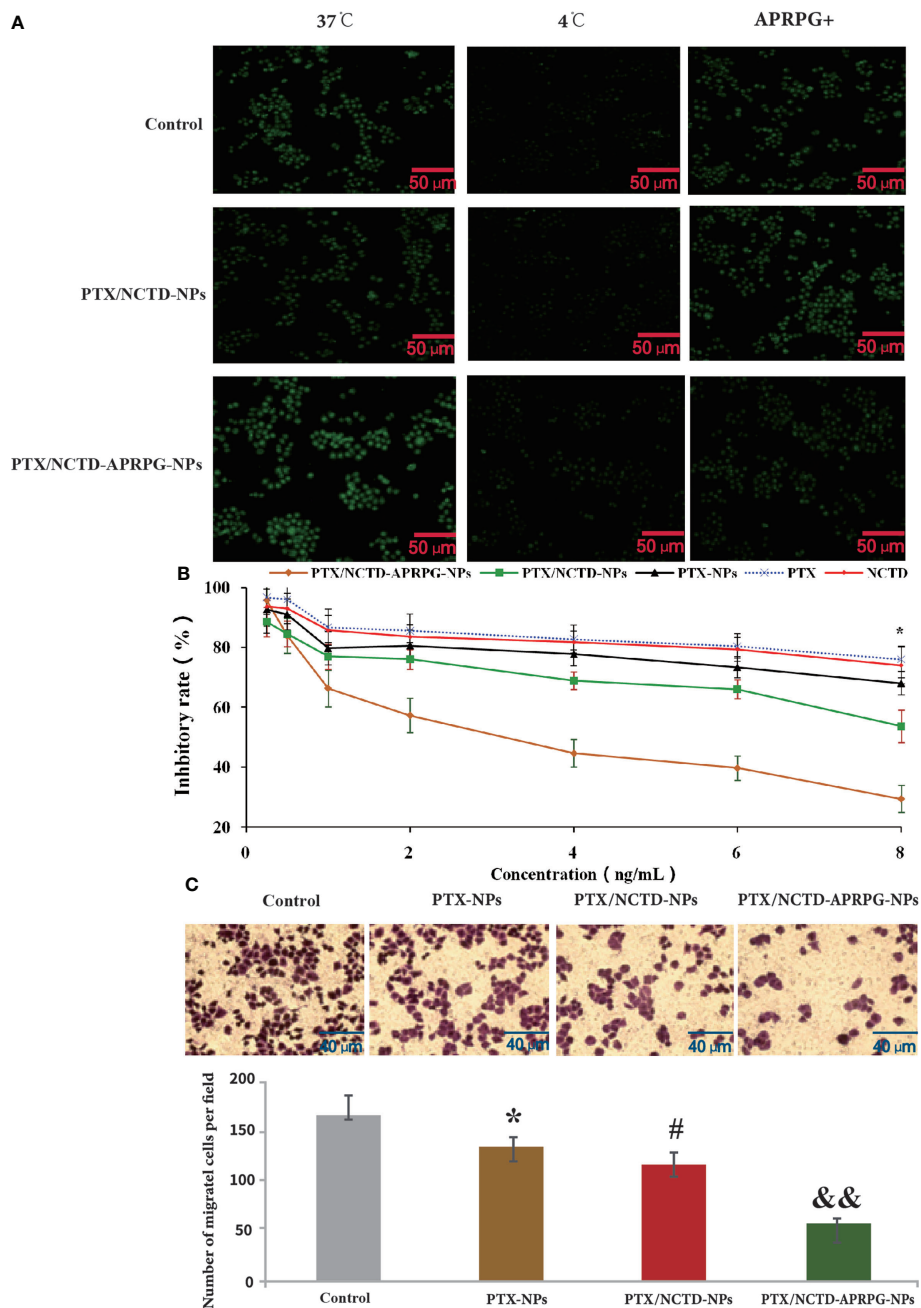 A
37℃ 4℃ APRPG+
Control
50 μm 50 μm 50 μm
PTX/NCTD-NPs
50 μm 50 μm 50 μm
PTX/NCTD-APRPG-NPs
50 μm 50 μm 50 μm
B
PTX/NCTD-APRPG-NPs PTX/NCTD-NPs PTX-NPs PTX NCTD
Inhbitory rate ( % )
100
80
60
40
20
*
0 2 4 6 8
Concentration ( ng/mL )
C
Control PTX-NPs PTX/NCTD-NPs PTX/NCTD-APRPG-NPs
40 μm 40 μm 40 μm 40 μm
Number of migratel cells per field
200
150
100
50
0
* # &&
Control PTX-NPs PTX/NCTD-NPs PTX/NCTD-APRPG-NPs